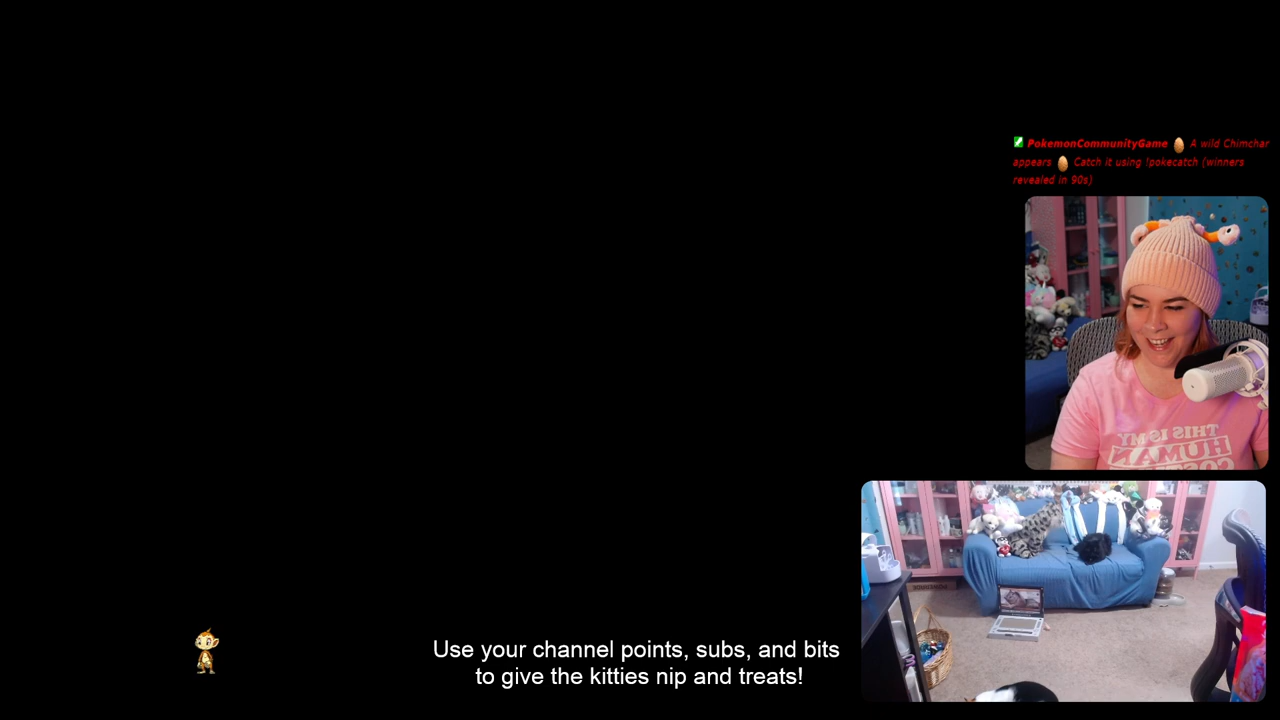 PokemonCommunityGame A wild Chimchar
appears Catch it using !pokecatch (winners
revealed in 90s)
THIS IS MY
HUMAN
Use your channel points, subs, and bits
to give the kitties nip and treats!